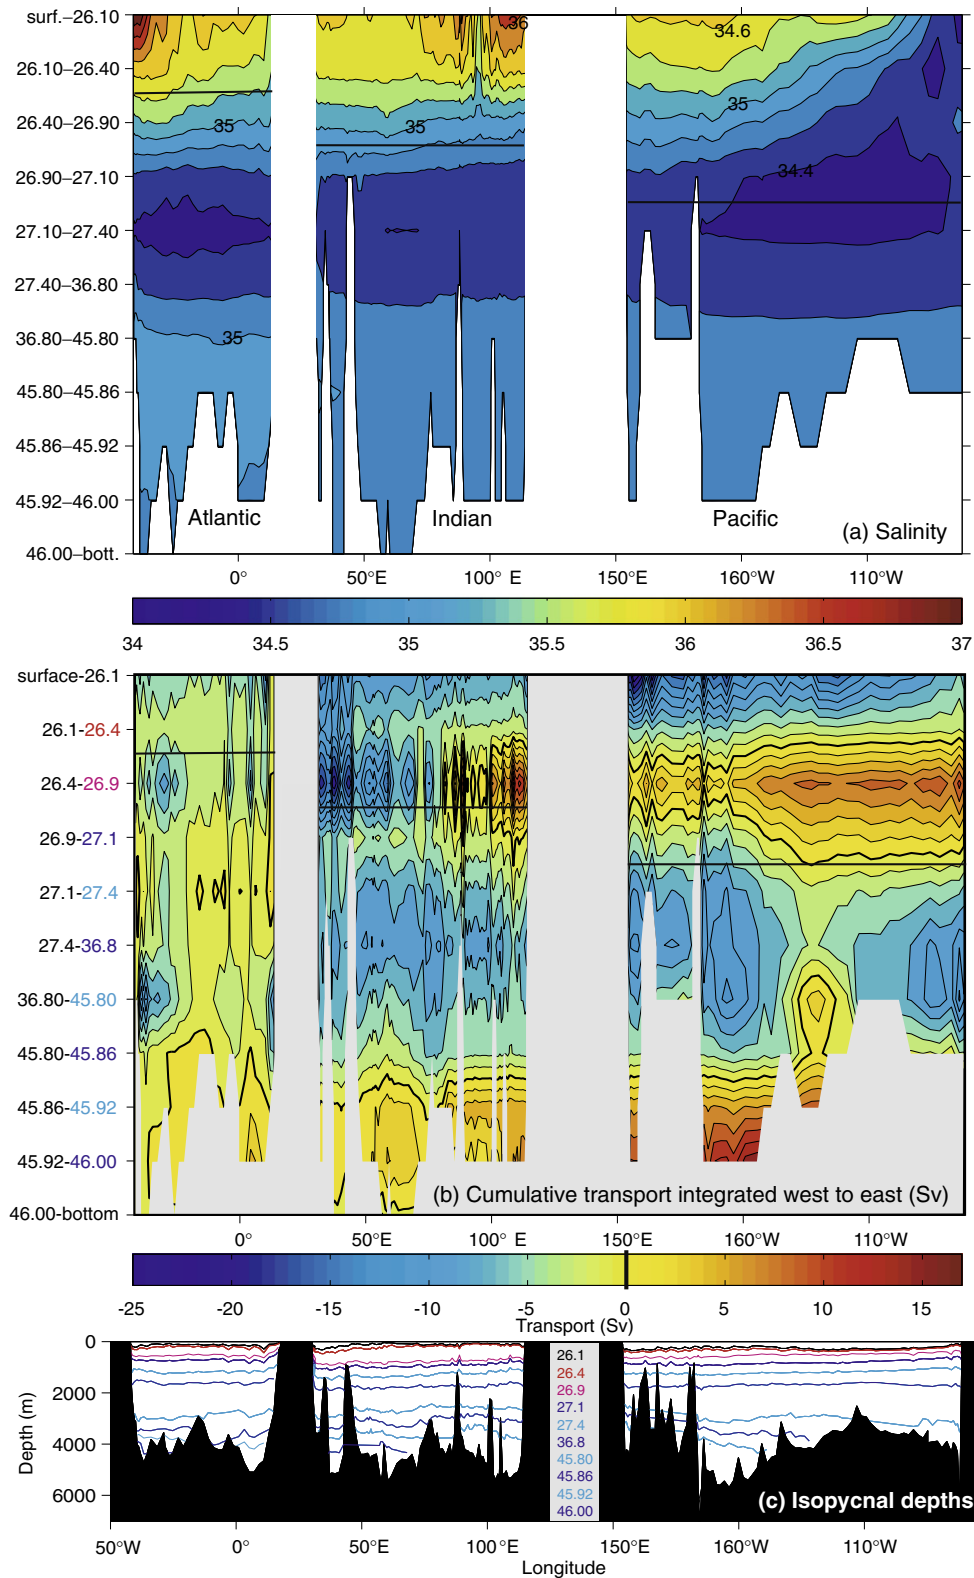 surf.–26.10
26.10–26.40
26.40–26.90
26.90–27.10
27.10–27.40
27.40–36.80
36.80–45.80
45.80–45.86
45.86–45.92
45.92–46.00
46.00–bott.
36
34.6
35
35
35
34.4
35
Atlantic
Indian
Pacific
(a) Salinity
0° 50°E 100° E 150°E 160°W 110°W
34 34.5 35 35.5 36 36.5 37
surface-26.1
26.1-26.4
26.4-26.9
26.9-27.1
27.1-27.4
27.4-36.8
36.80-45.80
45.80-45.86
45.86-45.92
45.92-46.00
46.00-bottom
(b) Cumulative transport integrated west to east (Sv)
0° 50°E 100° E 150°E 160°W 110°W
-25 -20 -15 -10 -5 0 5 10 15
Transport (Sv)
0
2000
4000
6000
Depth (m)
26.1
26.4
26.9
27.1
27.4
36.8
45.80
45.86
45.92
46.00
(c) Isopycnal depths
50°W 0° 50°E 100°E 150°E 160°W 110°W
Longitude